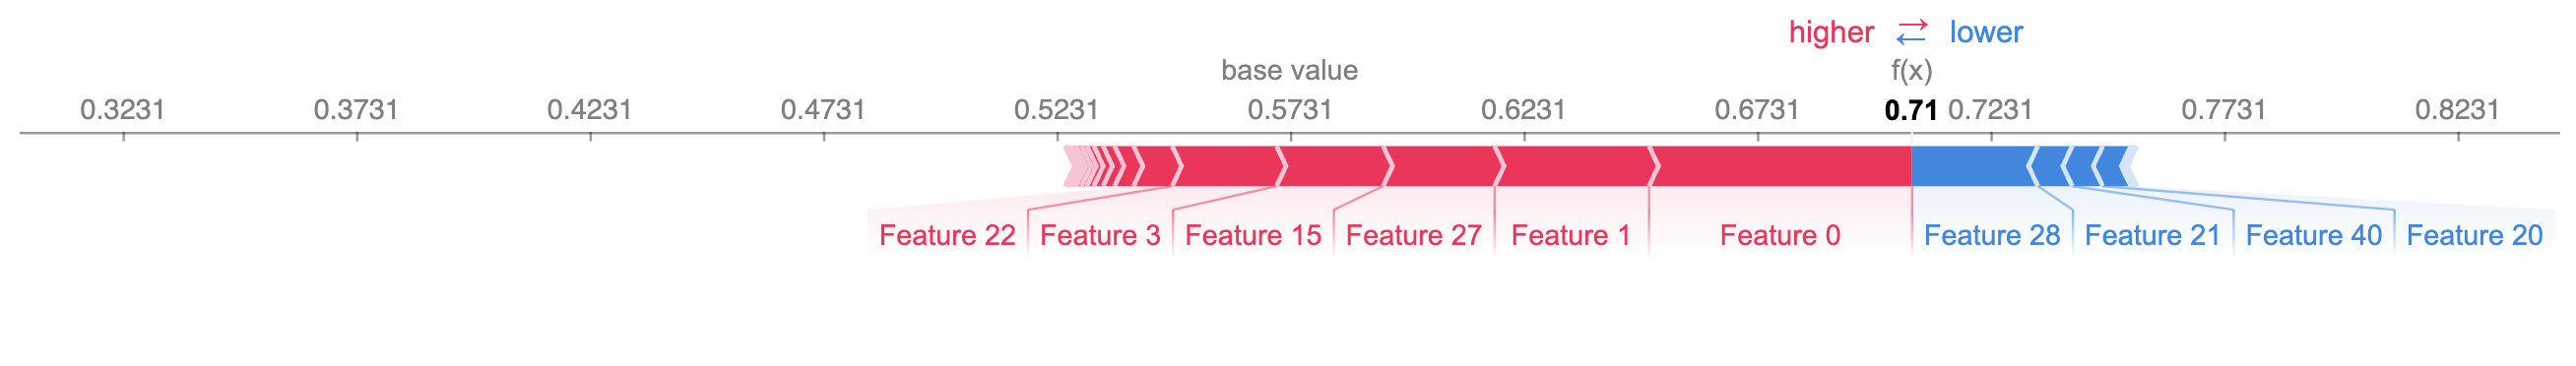 higher ⇄ lower
base value f(x)
0.3231 0.3731 0.4231 0.4731 0.5231 0.5731 0.6231 0.6731 0.71 0.7231 0.7731 0.8231
Feature 22 Feature 3 Feature 15 Feature 27 Feature 1 Feature 0 Feature 28 Feature 21 Feature 40 Feature 20